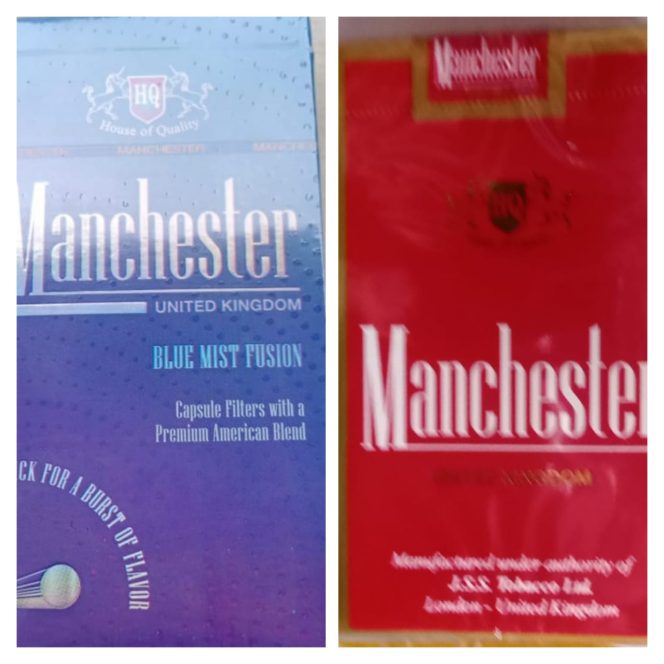 HQ
House of Quality
MANCHESTER
Manchester
UNITED KINGDOM
BLUE MIST FUSION
Capsule Filters with a
Premium American Blend
FOR A BURST OF FLAVOR
Manchester
HQ
Manchester
UNITED KINGDOM
Manufactured under authority of
J.S.S. Tobacco Ltd.
London - United Kingdom